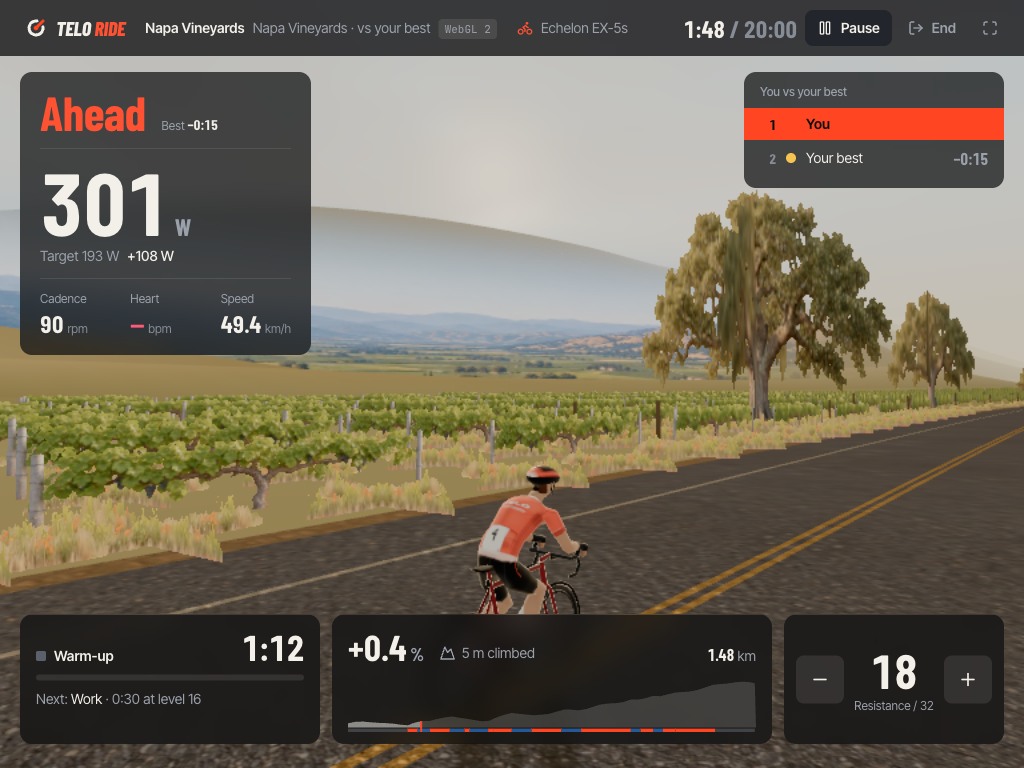 TELO RIDE
Napa Vineyards Napa Vineyards · vs your best WebGL 2 Echelon EX-5s 1:48 / 20:00 Pause End
Ahead Best −0:15
301 W
Target 193 W +108 W
Cadence Heart Speed
90 rpm – bpm 49.4 km/h
You vs your best
1 You
2 Your best −0:15
Warm-up 1:12
Next: Work · 0:30 at level 16
+0.4 % 5 m climbed 1.48 km
− 18 +
Resistance / 32